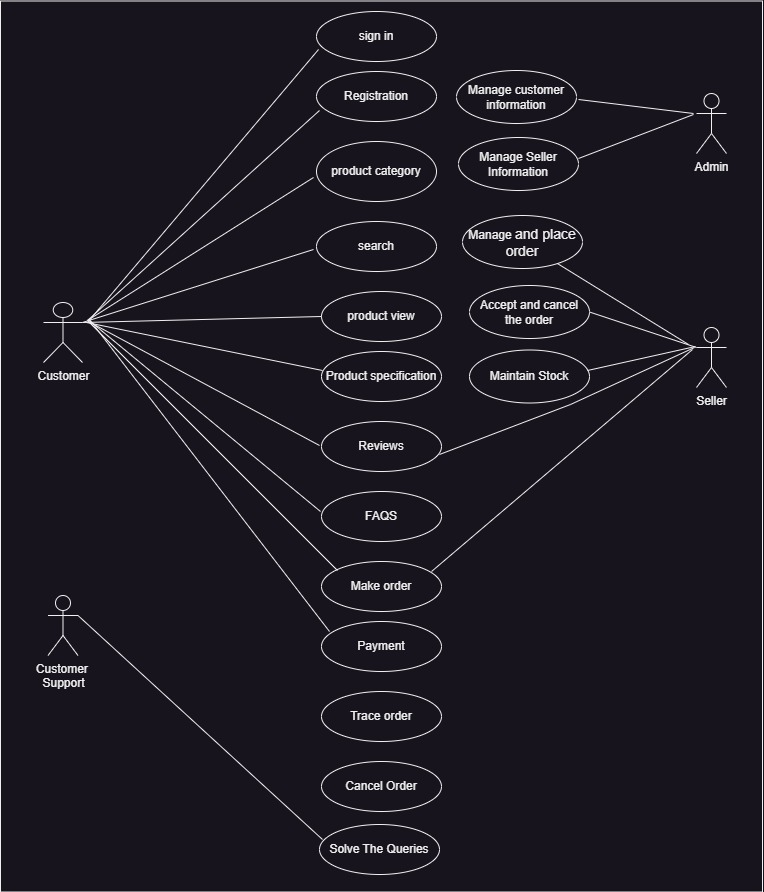 sign in
Registration
Manage customer
information
product category
Manage Seller
Information
Admin
search
Manage and place
order
product view
Accept and cancel
the order
Customer
Product specification
Maintain Stock
Seller
Reviews
FAQS
Make order
Payment
Customer
Support
Trace order
Cancel Order
Solve The Queries